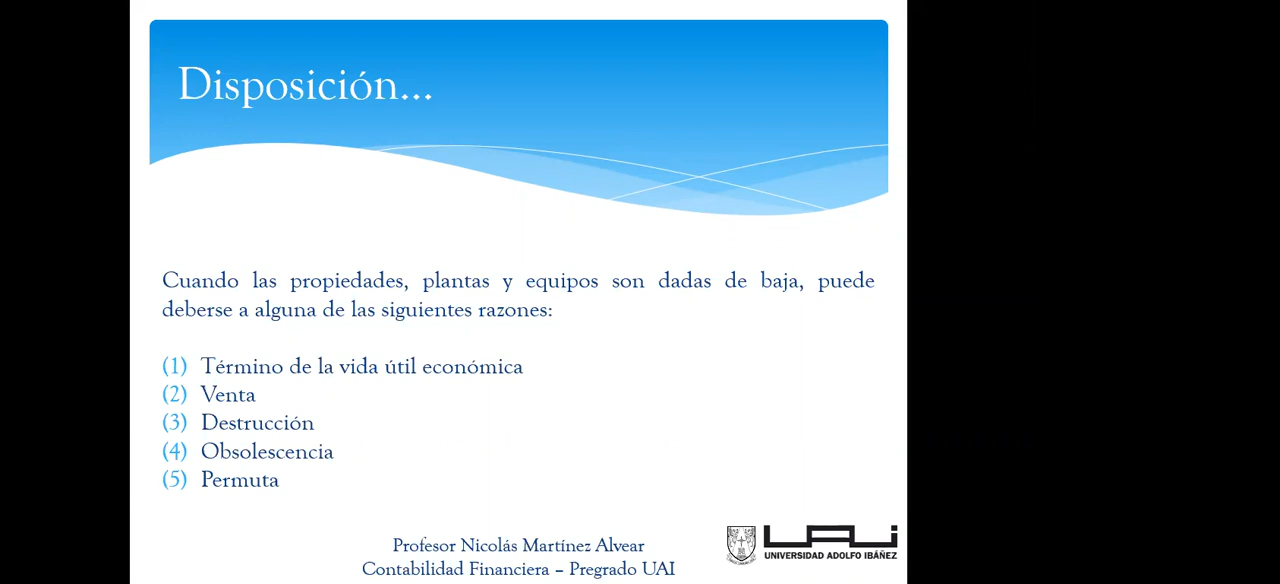 Disposición...
Cuando las propiedades, plantas y equipos son dadas de baja, puede
deberse a alguna de las siguientes razones:
(1) Término de la vida útil económica
(2) Venta
(3) Destrucción
(4) Obsolescencia
(5) Permuta
Profesor Nicolás Martínez Alvear
Contabilidad Financiera – Pregrado UAI
UAI
UNIVERSIDAD ADOLFO IBÁÑEZ